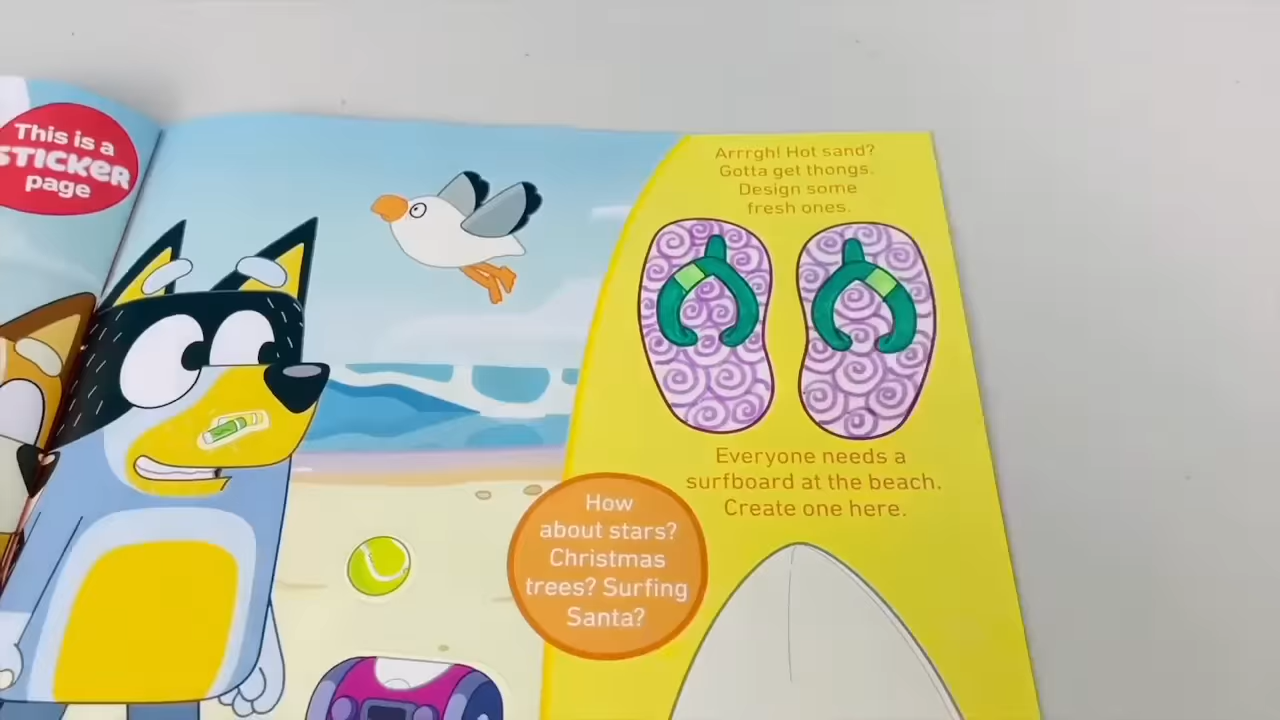 This is a
STICKER
page
Arrrgh! Hot sand?
Gotta get thongs.
Design some
fresh ones.
Everyone needs a
surfboard at the beach.
Create one here.
How
about stars?
Christmas
trees? Surfing
Santa?